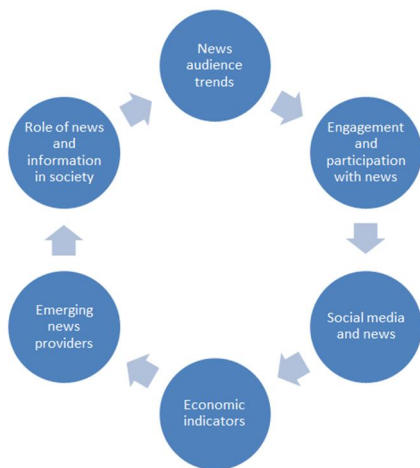 News
audience
trends
Engagement
and
participation
with news
Social media
and news
Economic
indicators
Emerging
news
providers
Role of news
and
information
in society